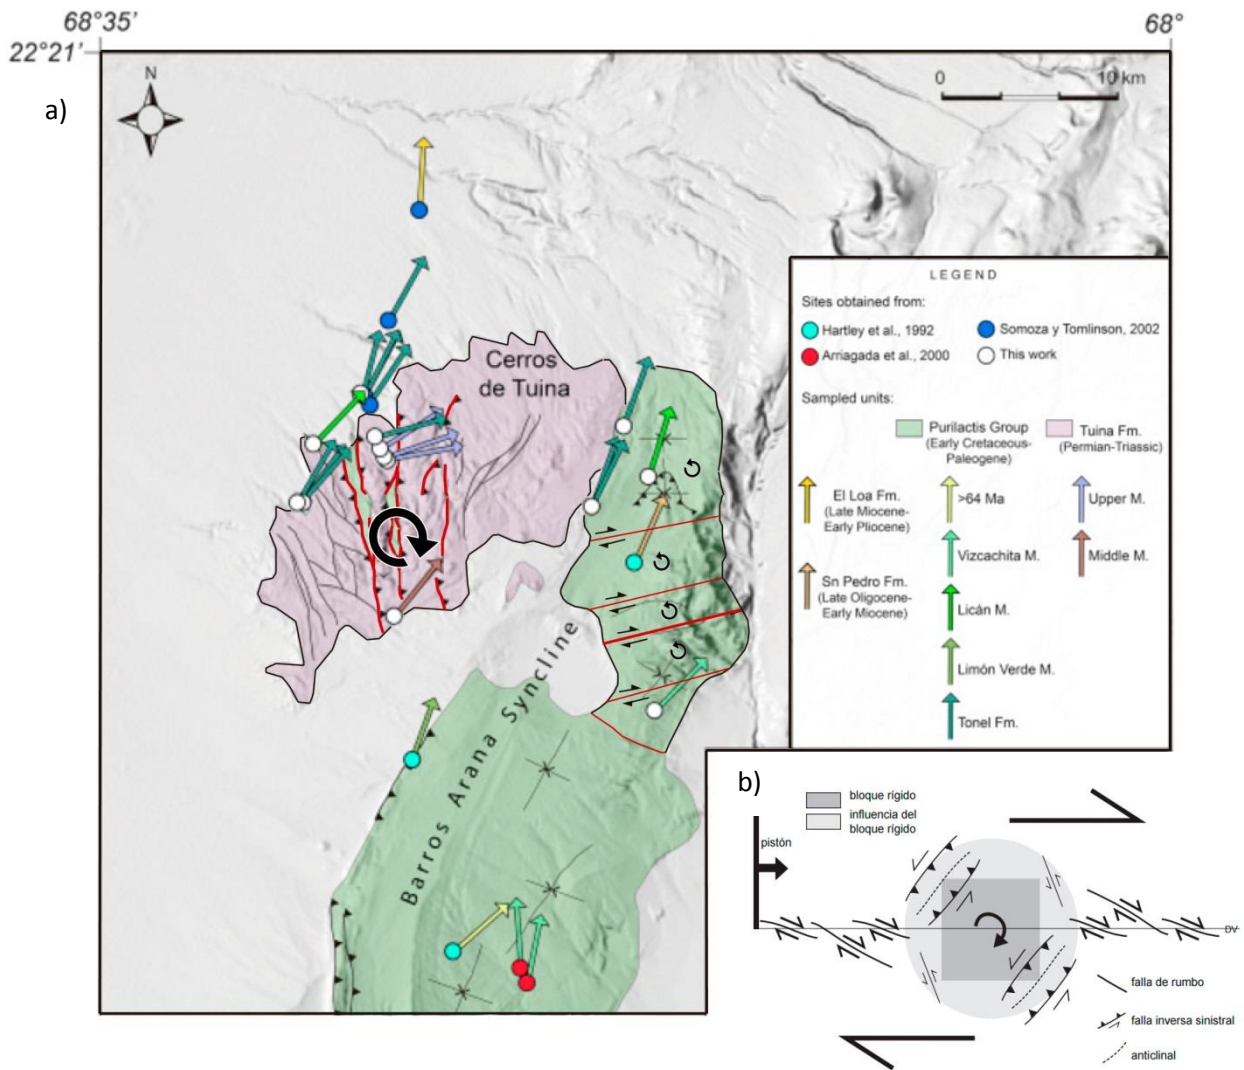 68°35'
68°
22°21'
a)
N
0
10 km
Cerros
de Tuina
Barros Arana Syncline
LEGEND
Sites obtained from:
Hartley et al., 1992
Somoza y Tomlinson, 2002
Arriagada et al., 2000
This work
Sampled units:
Purilactis Group
(Early Cretaceous-
Paleogene)
Tuina Fm.
(Permian-Triassic)
El Loa Fm.
(Late Miocene-
Early Pliocene)
>64 Ma
Upper M.
Vizcachita M.
Middle M.
Sn Pedro Fm.
(Late Oligocene-
Early Miocene)
Licán M.
Limón Verde M.
Tonel Fm.
b)
bloque rígido
influencia del
bloque rígido
pistón
DV
falla de rumbo
falla inversa sinistral
anticlinal